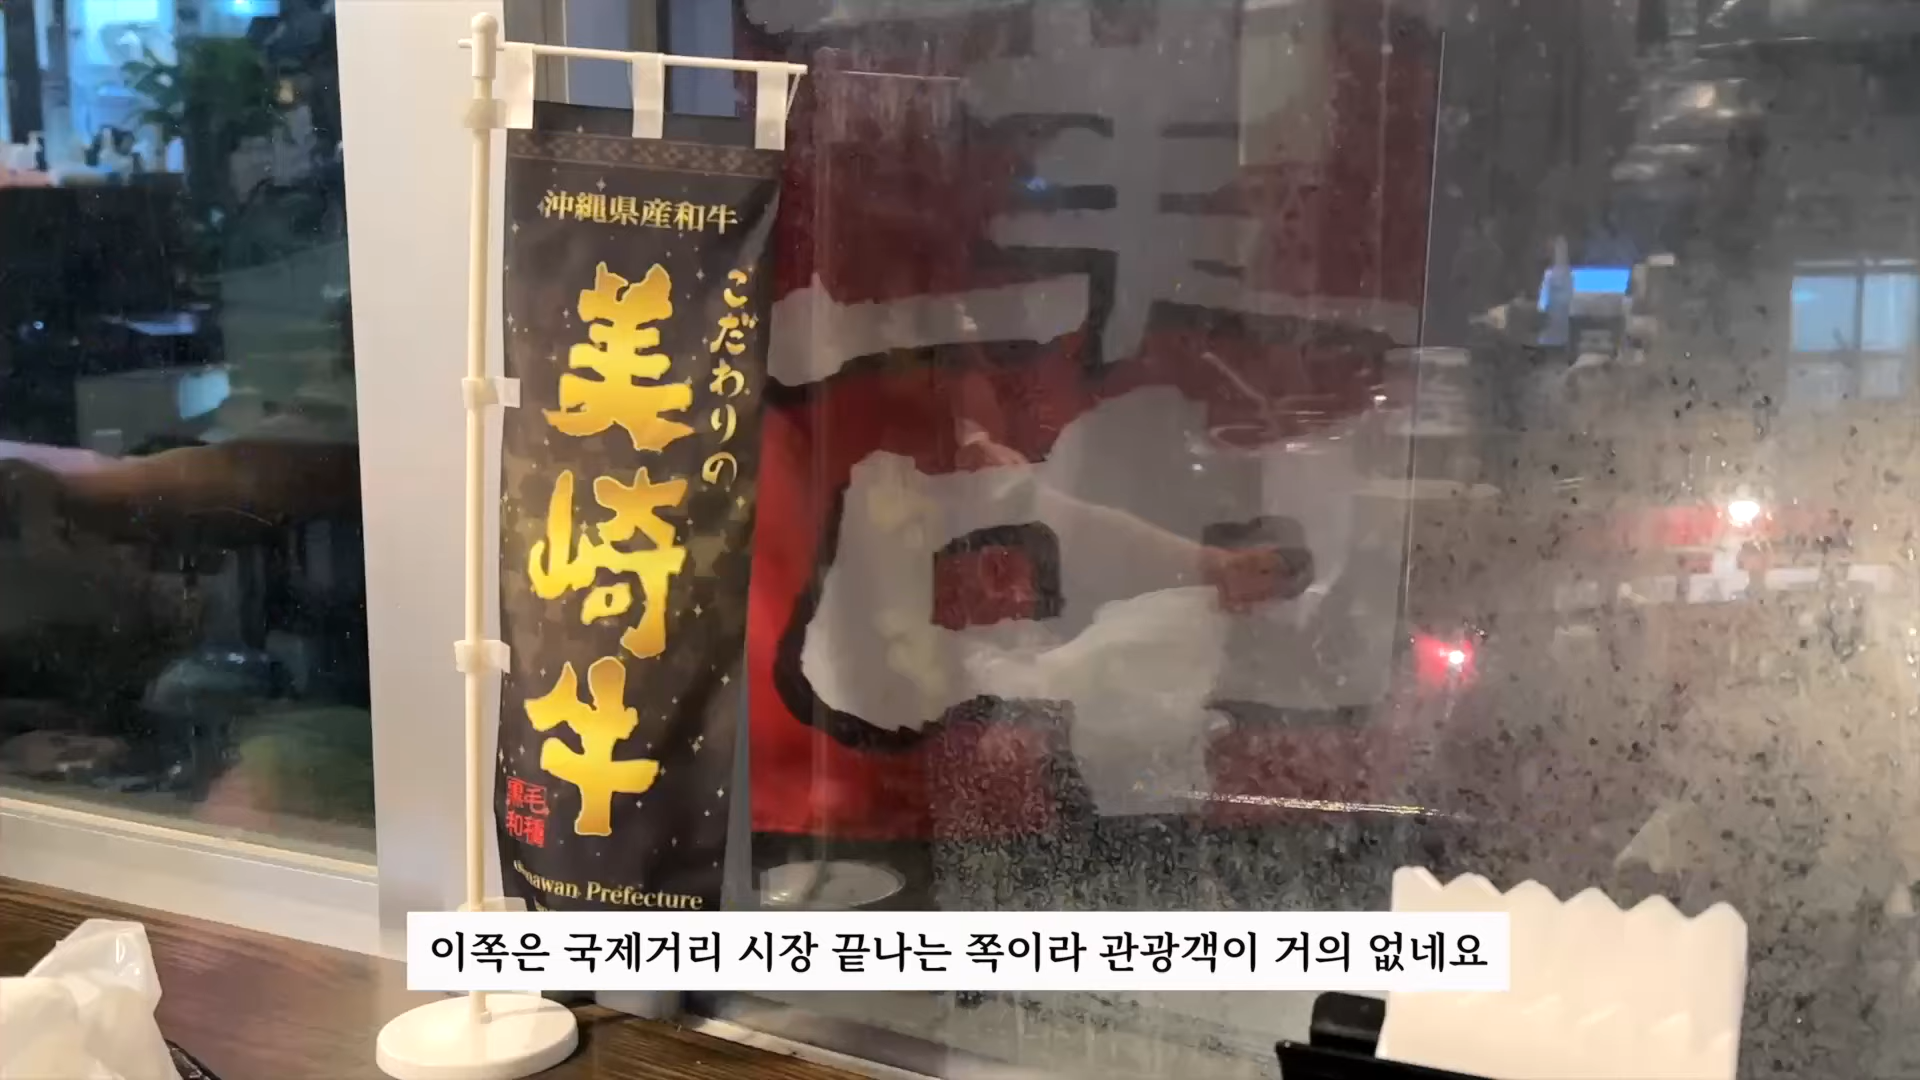 沖縄県産和牛
こだわりの
美崎牛
黒毛
和種
Prefecture
이쪽은 국제거리 시장 끝나는 쪽이라 관광객이 거의 없네요